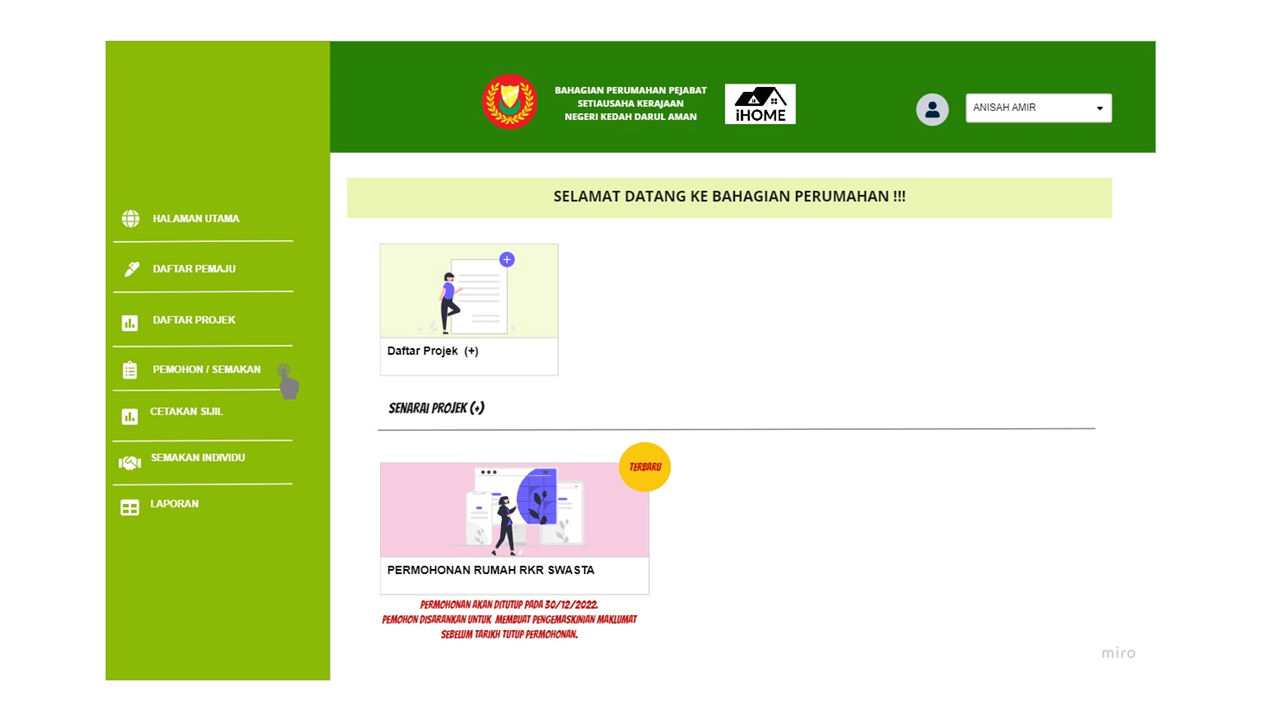 BAHAGIAN PERUMAHAN PEJABAT
SETIAUSAHA KERAJAAN
NEGERI KEDAH DARUL AMAN
iHOME
ANISAH AMIR
SELAMAT DATANG KE BAHAGIAN PERUMAHAN !!!
HALAMAN UTAMA
DAFTAR PEMAJU
DAFTAR PROJEK
PEMOHON / SEMAKAN
CETAKAN SIJIL
SEMAKAN INDIVIDU
LAPORAN
Daftar Projek (+)
SENARAI PROJEK (+)
TERBARU
PERMOHONAN RUMAH RKR SWASTA
PERMOHONAN AKAN DITUTUP PADA 30/12/2022.
PEMOHON DISARANKAN UNTUK MEMBUAT PENGEMASKINIAN MAKLUMAT
SEBELUM TARIKH TUTUP PERMOHONAN.
miro